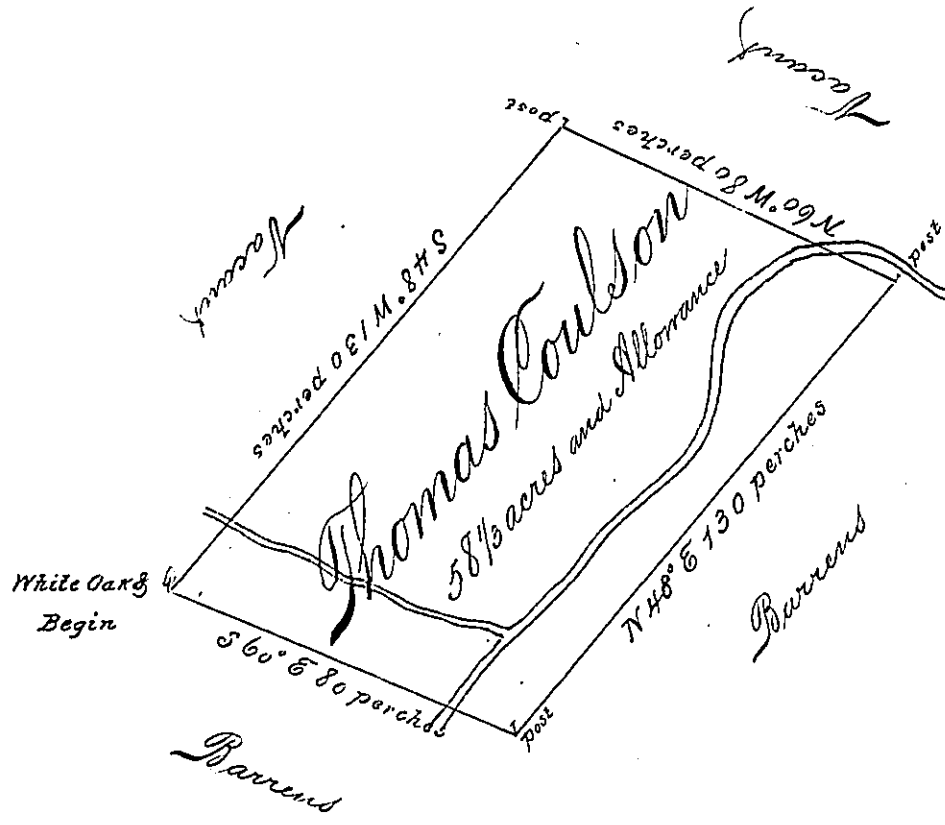 Vacant
post
N 60° W 80 perches
post
Vacant
S 48° W 130 perches
Thomas Coulson
58 1/3 acres and Allowance
N 48° E 130 perches
Barrens
White Oak &
Begin
S 60° E 80 perches
post
Barrens